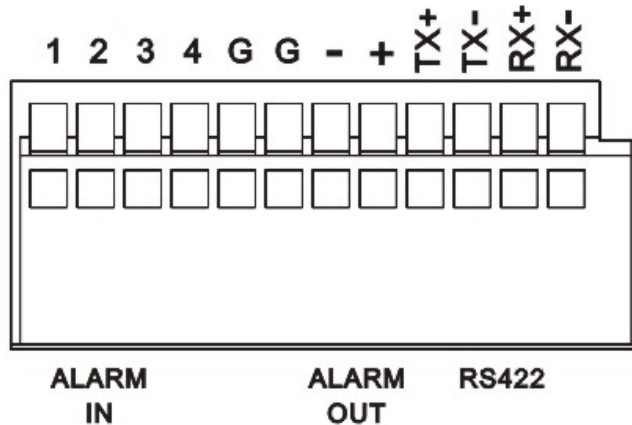 1 2 3 4 G G - + TX+ TX- RX+ RX-
ALARM IN
ALARM OUT
RS422